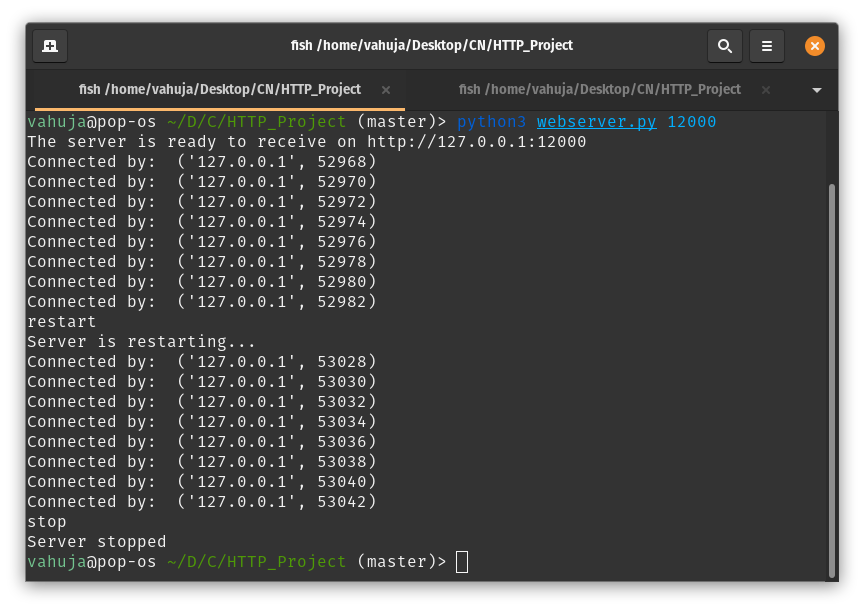 fish /home/vahuja/Desktop/CN/HTTP_Project
fish /home/vahuja/Desktop/CN/HTTP_Project × fish /home/vahuja/Desktop/CN/HTTP_Project ×
vahuja@pop-os ~/D/C/HTTP_Project (master)> python3 webserver.py 12000
The server is ready to receive on http://127.0.0.1:12000
Connected by:  ('127.0.0.1', 52968)
Connected by:  ('127.0.0.1', 52970)
Connected by:  ('127.0.0.1', 52972)
Connected by:  ('127.0.0.1', 52974)
Connected by:  ('127.0.0.1', 52976)
Connected by:  ('127.0.0.1', 52978)
Connected by:  ('127.0.0.1', 52980)
Connected by:  ('127.0.0.1', 52982)
restart
Server is restarting...
Connected by:  ('127.0.0.1', 53028)
Connected by:  ('127.0.0.1', 53030)
Connected by:  ('127.0.0.1', 53032)
Connected by:  ('127.0.0.1', 53034)
Connected by:  ('127.0.0.1', 53036)
Connected by:  ('127.0.0.1', 53038)
Connected by:  ('127.0.0.1', 53040)
Connected by:  ('127.0.0.1', 53042)
stop
Server stopped
vahuja@pop-os ~/D/C/HTTP_Project (master)>